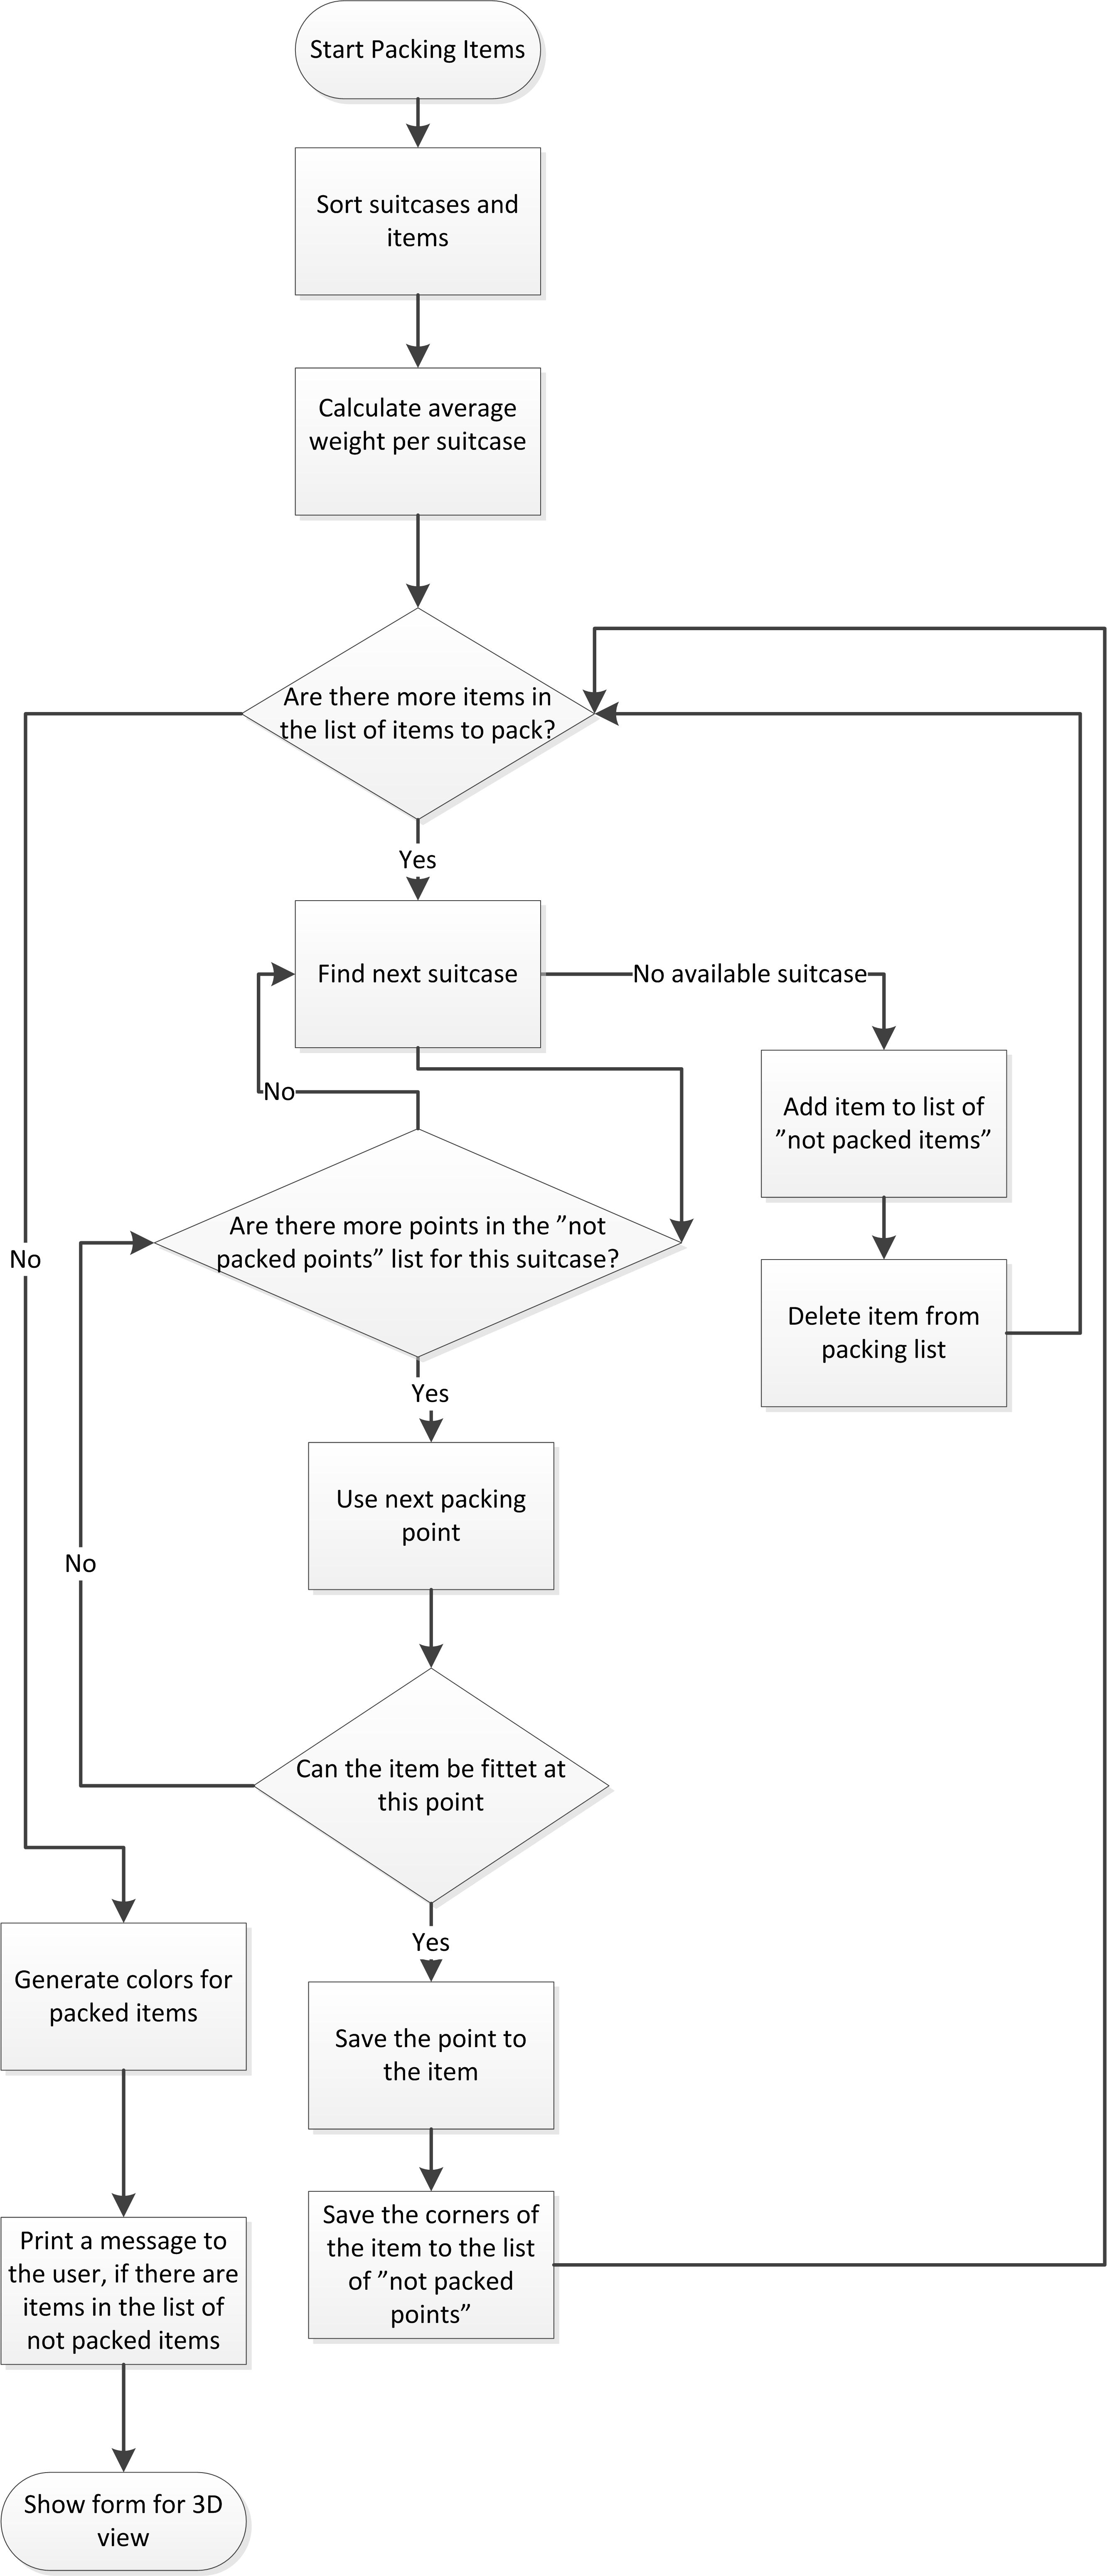 Start Packing Items
Sort suitcases and
items
Calculate average
weight per suitcase
Are there more items in
the list of items to pack?
Yes
Find next suitcase
No available suitcase
No
Add item to list of
”not packed items”
Are there more points in the ”not
packed points” list for this suitcase?
No
Delete item from
packing list
Yes
Use next packing
point
No
Can the item be fittet at
this point
Yes
Generate colors for
packed items
Save the point to
the item
Save the corners of
the item to the list
of ”not packed
points”
Print a message to
the user, if there are
items in the list of
not packed items
Show form for 3D
view